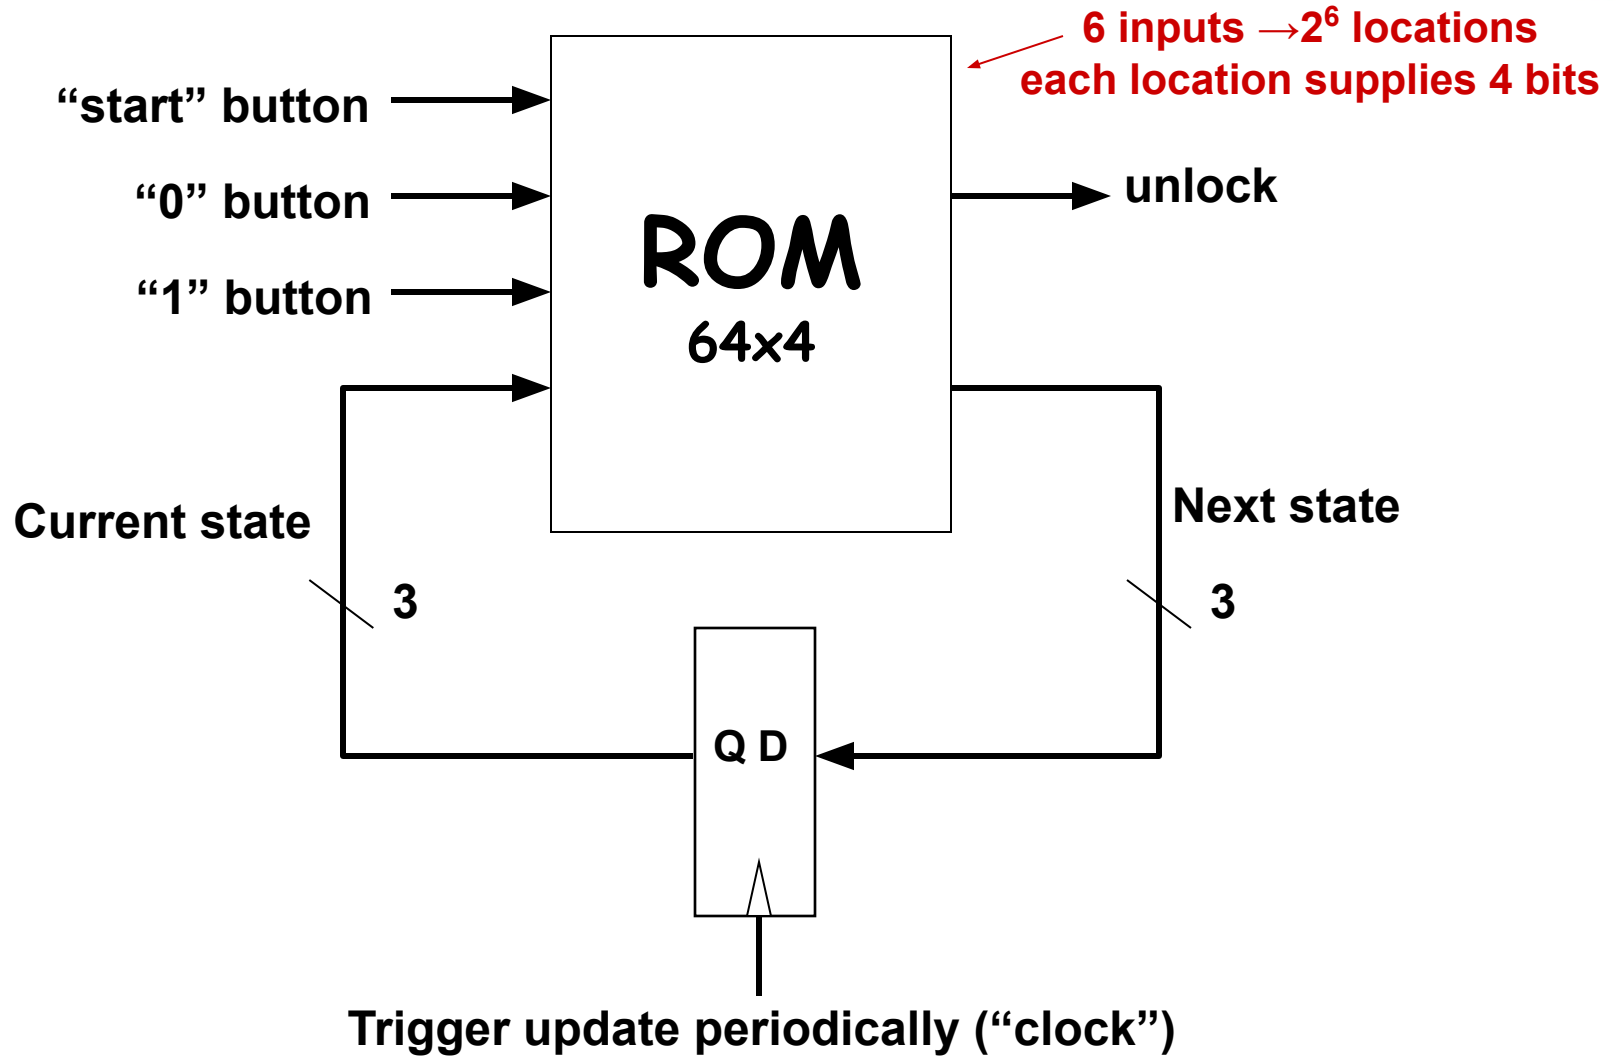 6 inputs →2⁶ locations
each location supplies 4 bits
“start” button
“0” button
“1” button
unlock
ROM
64x4
Current state
Next state
3
3
Q D
Trigger update periodically (“clock”)